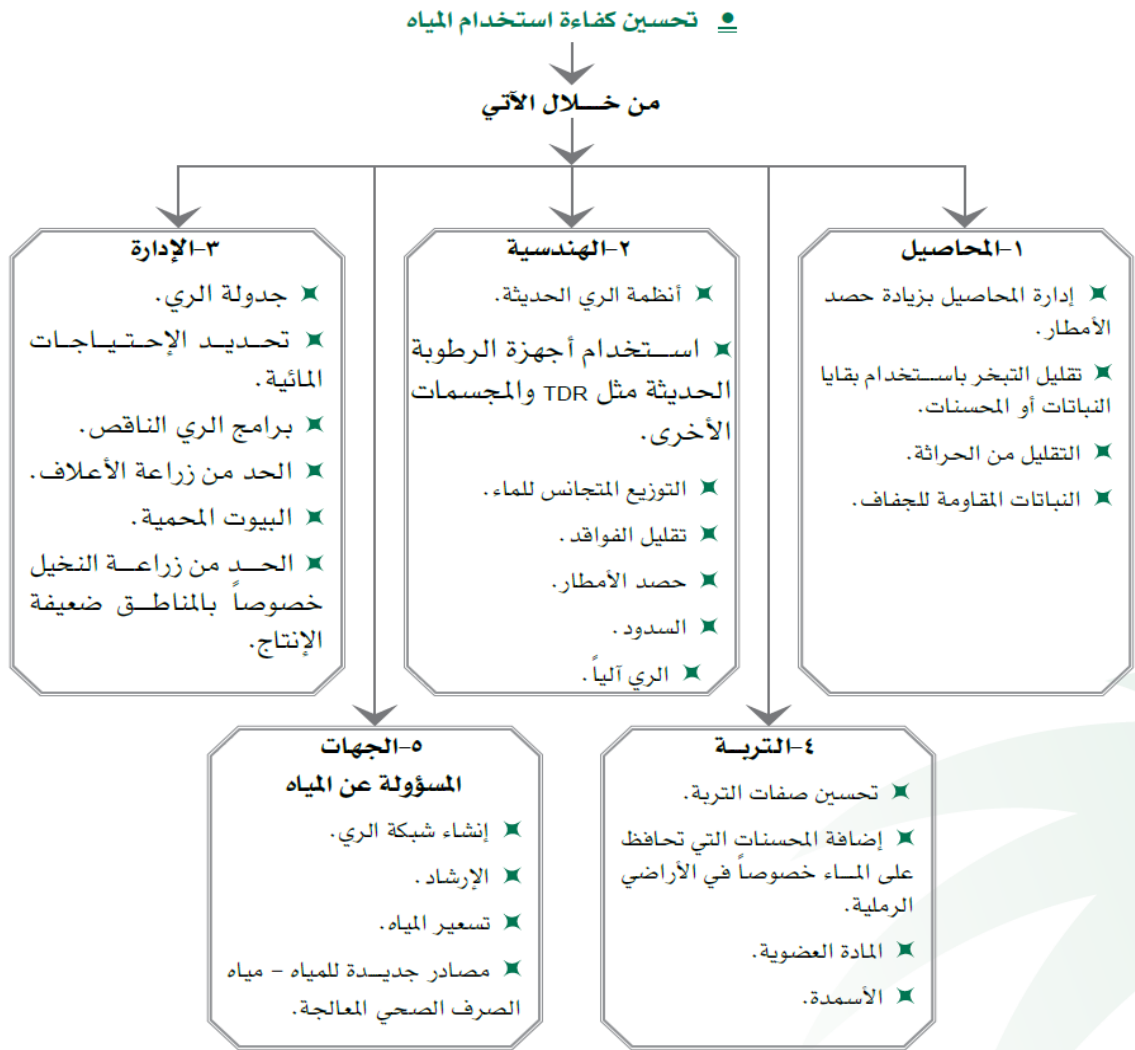 تحسين كفاءة استخدام المياه
من خــلال الآتي
١-المحاصيل
إدارة المحاصيل بزيادة حصد
الأمطار.
تقليل التبخر باستخدام بقايا
النباتات أو المحسنات.
التقليل من الحراثة.
النباتات المقاومة للجفاف.
٢-الهندسية
أنظمة الري الحديثة.
استخدام أجهزة الرطوبة
الحديثة مثل TDR والمجسمات
الأخرى.
التوزيع المتجانس للماء.
تقليل الفواقد.
حصد الأمطار.
السدود.
الري آلياً.
٣-الإدارة
جدولة الري.
تحديد الإحتياجات
المائية.
برامج الري الناقص.
الحد من زراعة الأعلاف.
البيوت المحمية.
الحد من زراعة النخيل
خصوصاً بالمناطق ضعيفة
الإنتاج.
٤-التربة
تحسين صفات التربة.
إضافة المحسنات التي تحافظ
على الماء خصوصاً في الأراضي
الرملية.
المادة العضوية.
الأسمدة.
٥-الجهات
المسؤولة عن المياه
إنشاء شبكة الري.
الإرشاد.
تسعير المياه.
مصادر جديدة للمياه - مياه
الصرف الصحي المعالجة.